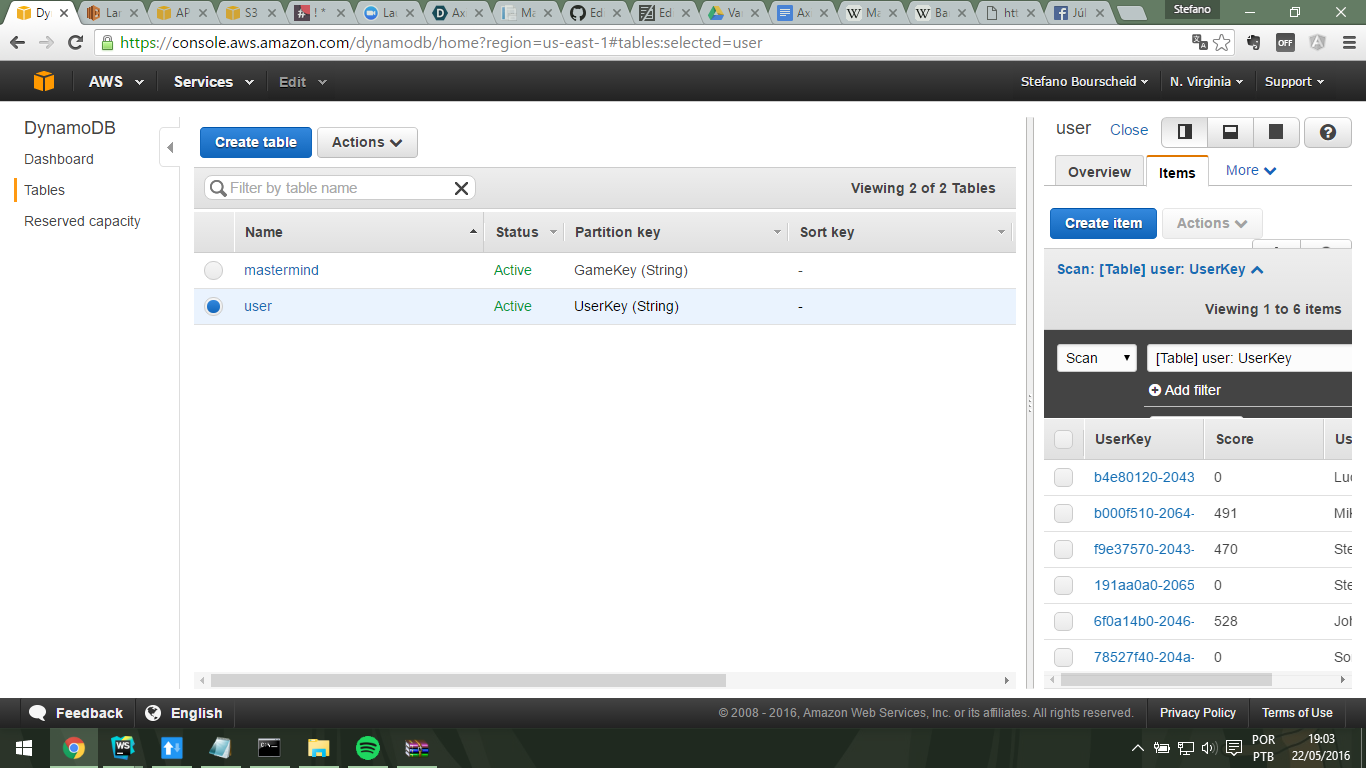 Dy
Lar
AP
S3
! *
Lar
Ax
Ma
Edi
Edi
Va
Ax
Ma
Ba
htt
Júl
Stefano
https://console.aws.amazon.com/dynamodb/home?region=us-east-1#tables:selected=user
OFF
AWS Services Edit Stefano Bourscheid N. Virginia Support
DynamoDB
Dashboard
Tables
Reserved capacity
Create table Actions
Filter by table name Viewing 2 of 2 Tables
Name Status Partition key Sort key
mastermind Active GameKey (String) -
user Active UserKey (String) -
user Close
Overview Items More
Create item Actions
Scan: [Table] user: UserKey
Viewing 1 to 6 items
Scan [Table] user: UserKey
Add filter
UserKey Score Us
b4e80120-2043 0 Luc
b000f510-2064- 491 Mik
f9e37570-2043- 470 Ste
191aa0a0-2065 0 Ste
6f0a14b0-2046- 528 Joh
78527f40-204a- 0 So
Feedback English © 2008 - 2016, Amazon Web Services, Inc. or its affiliates. All rights reserved. Privacy Policy Terms of Use
WS
POR 19:03
PTB 22/05/2016